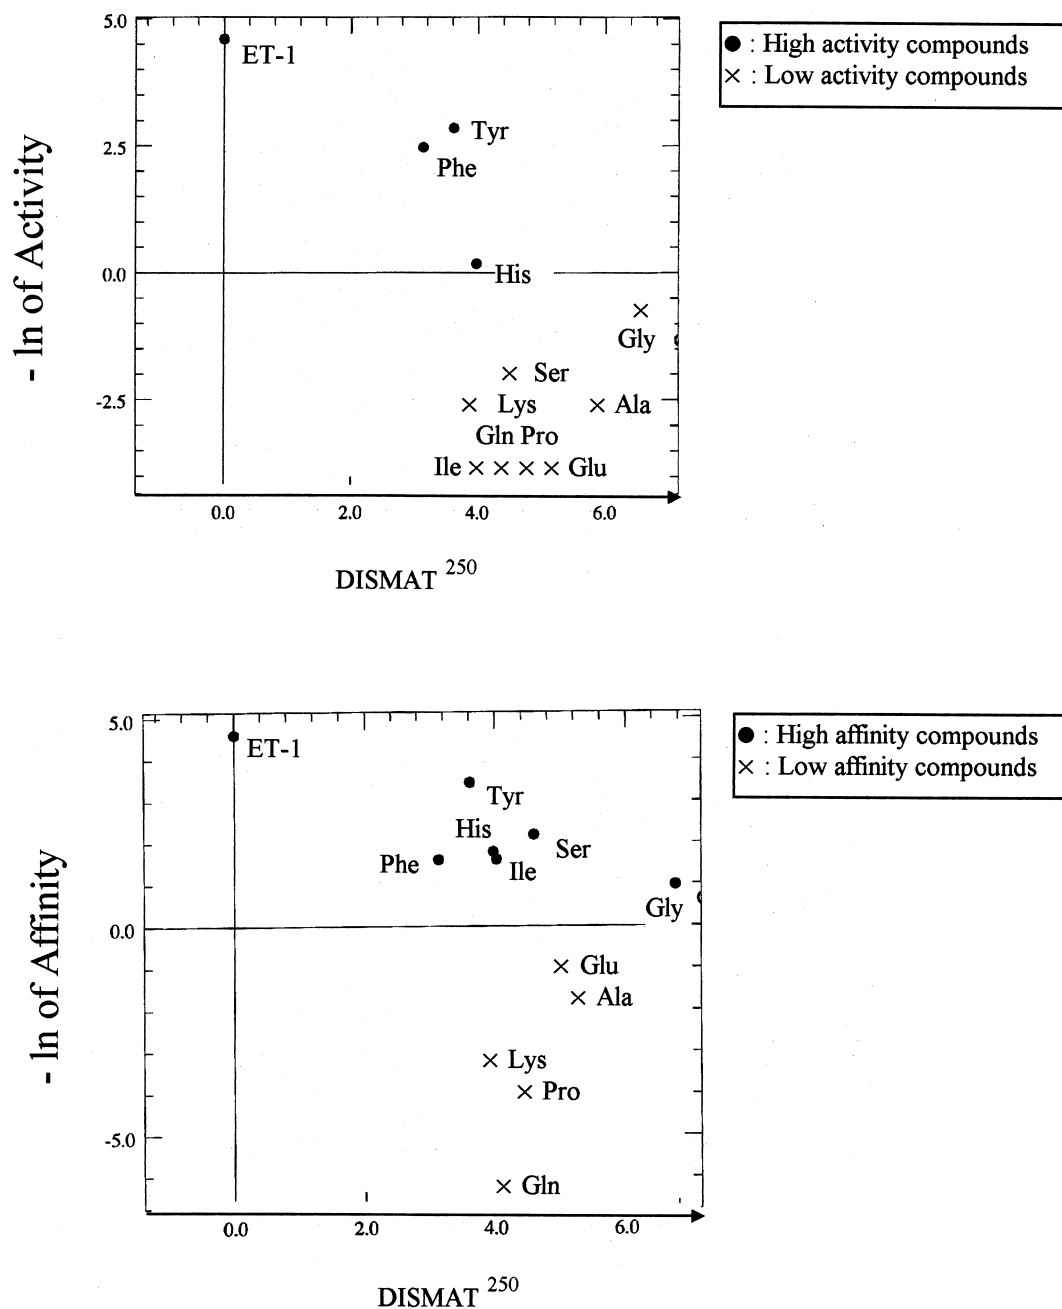 5.0
ET-1
● : High activity compounds
× : Low activity compounds
Tyr
2.5
Phe
- ln of Activity
0.0
His
Gly
Ser
-2.5
Lys
Ala
Gln Pro
Ile
Glu
0.0 2.0 4.0 6.0
DISMAT 250
5.0
ET-1
● : High affinity compounds
× : Low affinity compounds
Tyr
His
Ser
Phe
Ile
Gly
- ln of Affinity
0.0
Glu
Ala
Lys
Pro
-5.0
Gln
0.0 2.0 4.0 6.0
DISMAT 250